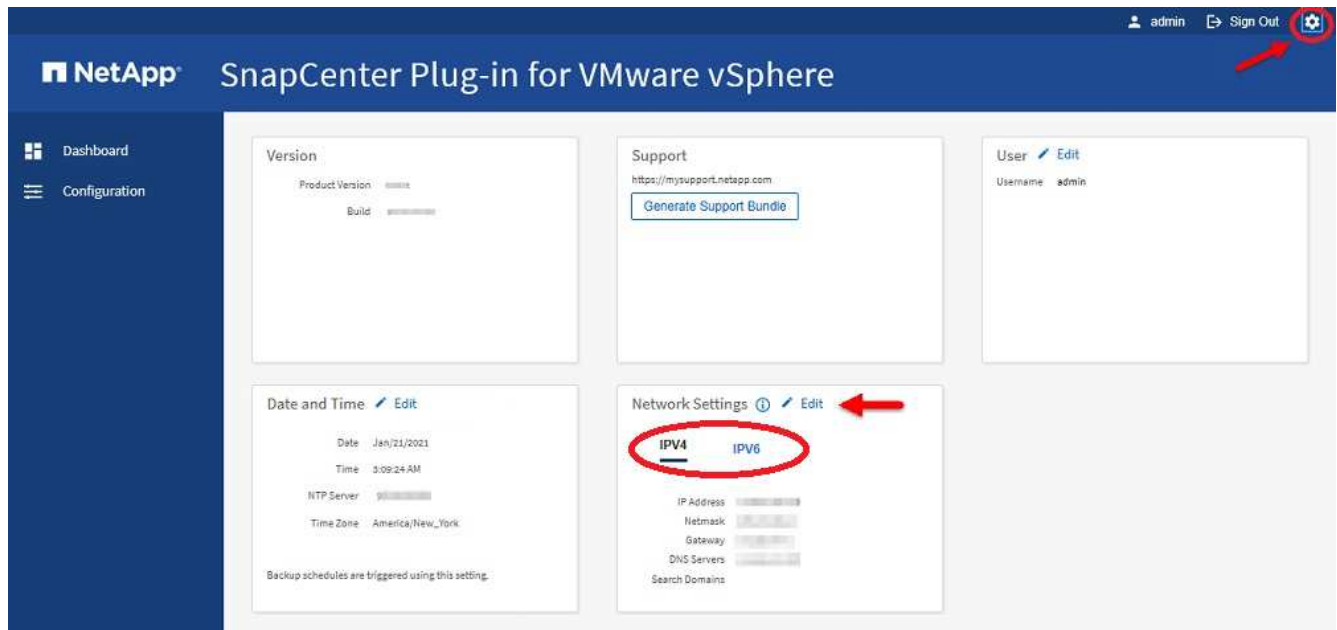 admin Sign Out
NetApp SnapCenter Plug-in for VMware vSphere
Dashboard
Configuration
Version
Product Version
Build
Support
https://mysupport.netapp.com
Generate Support Bundle
User Edit
Username admin
Date and Time Edit
Date Jan/21/2021
Time 3:09:24 AM
NTP Server
Time Zone America/New_York
Backup schedules are triggered using this setting.
Network Settings Edit
IPV4 IPV6
IP Address
Netmask
Gateway
DNS Servers
Search Domains